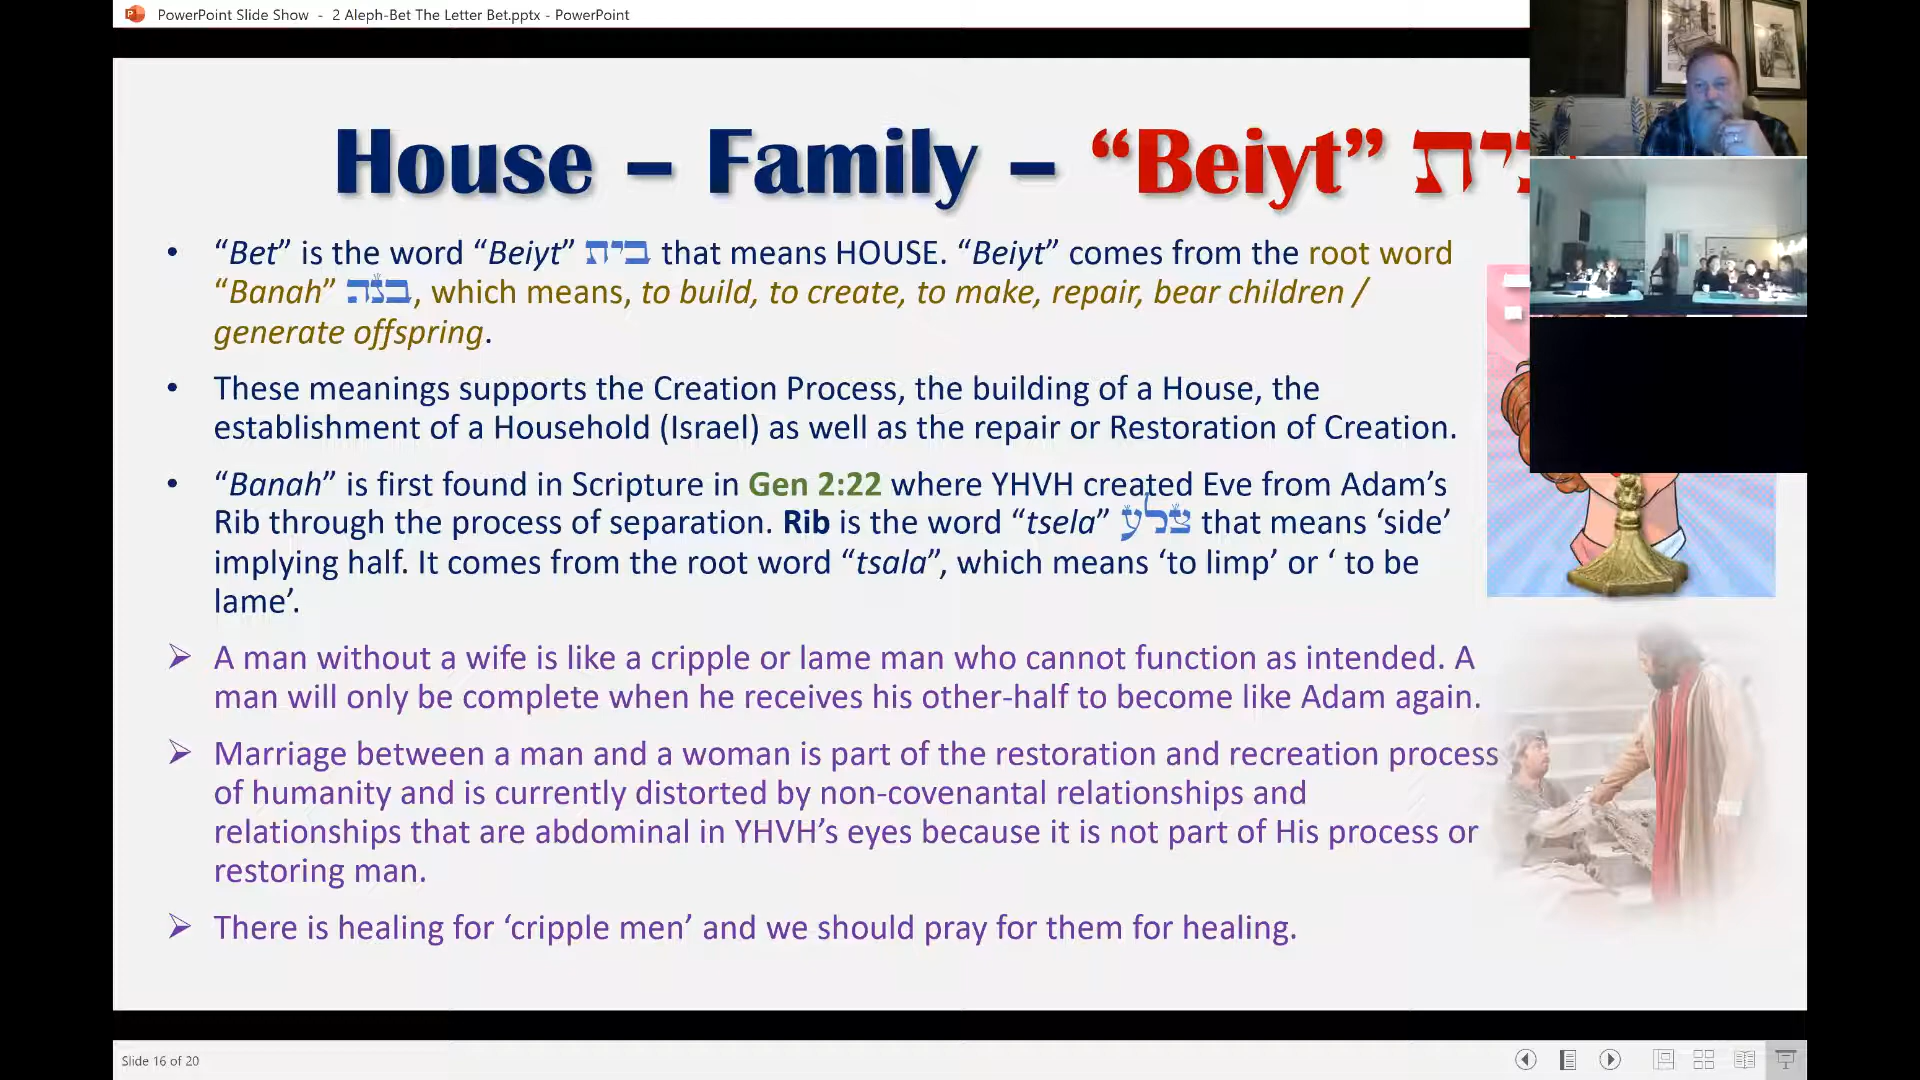 PowerPoint Slide Show - 2 Aleph-Bet The Letter Bet.pptx - PowerPoint
House – Family – “Beiyt” בית
• “Bet” is the word “Beiyt” בית that means HOUSE. “Beiyt” comes from the root word
“Banah” בנה, which means, to build, to create, to make, repair, bear children /
generate offspring.
• These meanings supports the Creation Process, the building of a House, the
establishment of a Household (Israel) as well as the repair or Restoration of Creation.
• “Banah” is first found in Scripture in Gen 2:22 where YHVH created Eve from Adam’s
Rib through the process of separation. Rib is the word “tsela” צלע that means ‘side’
implying half. It comes from the root word “tsala”, which means ‘to limp’ or ‘ to be
lame’.
➢ A man without a wife is like a cripple or lame man who cannot function as intended. A
man will only be complete when he receives his other-half to become like Adam again.
➢ Marriage between a man and a woman is part of the restoration and recreation process
of humanity and is currently distorted by non-covenantal relationships and
relationships that are abdominal in YHVH’s eyes because it is not part of His process or
restoring man.
➢ There is healing for ‘cripple men’ and we should pray for them for healing.
Slide 16 of 20